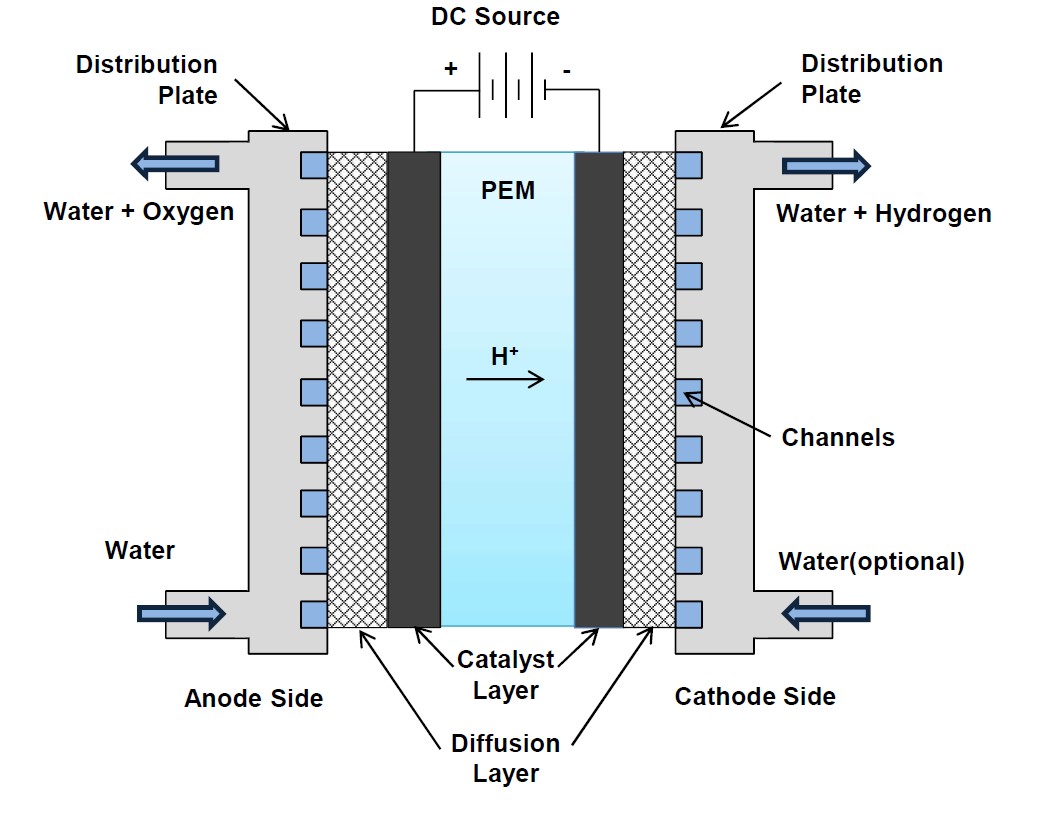 DC Source
+
-
Distribution
Plate
Distribution
Plate
Water + Oxygen
PEM
Water + Hydrogen
H⁺
Channels
Water
Water(optional)
Catalyst
Layer
Anode Side
Cathode Side
Diffusion
Layer